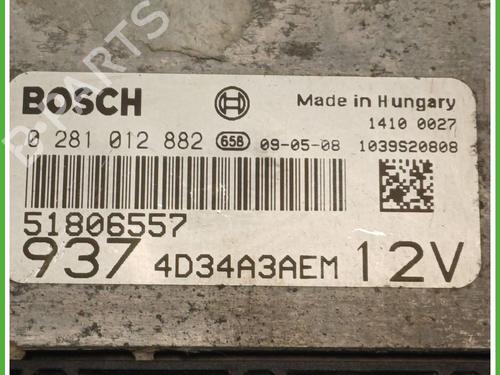 B-PARTS
BOSCH
Made in Hungary
1410 0027
0 281 012 882 658 09-05-08 1039S20808
51806557
937 4D34A3AEM 12V